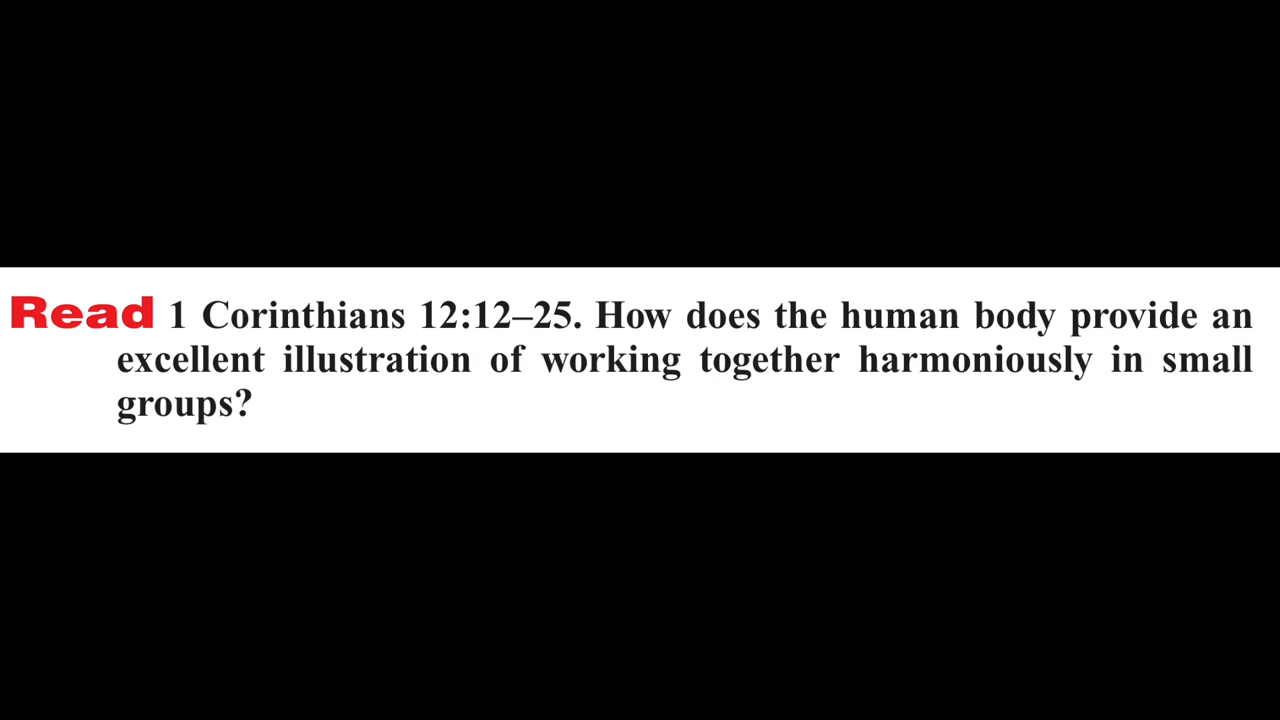 Read 1 Corinthians 12:12–25. How does the human body provide an
excellent illustration of working together harmoniously in small
groups?